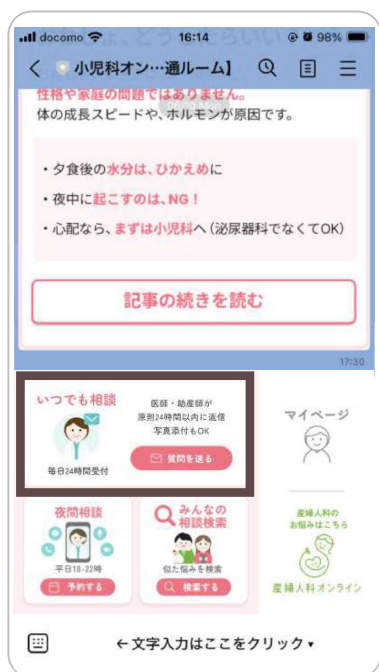 docomo 16:14 98%
小児科オン…通ルーム】
性格や家庭の問題ではありません。
体の成長スピードや、ホルモンが原因です。
・夕食後の水分は、ひかえめに
・夜中に起こすのは、NG！
・心配なら、まずは小児科へ（泌尿器科でなくてOK）
記事の続きを読む
17:30
いつでも相談
医師・助産師が
原則24時間以内に返信
写真添付もOK
質問を送る
毎日24時間受付
マイページ
夜間相談
平日18-22時
予約する
みんなの
相談検索
似た悩みを検索
検索する
産婦人科の
お悩みはこちら
産婦人科オンライン
←文字入力はここをクリック▾